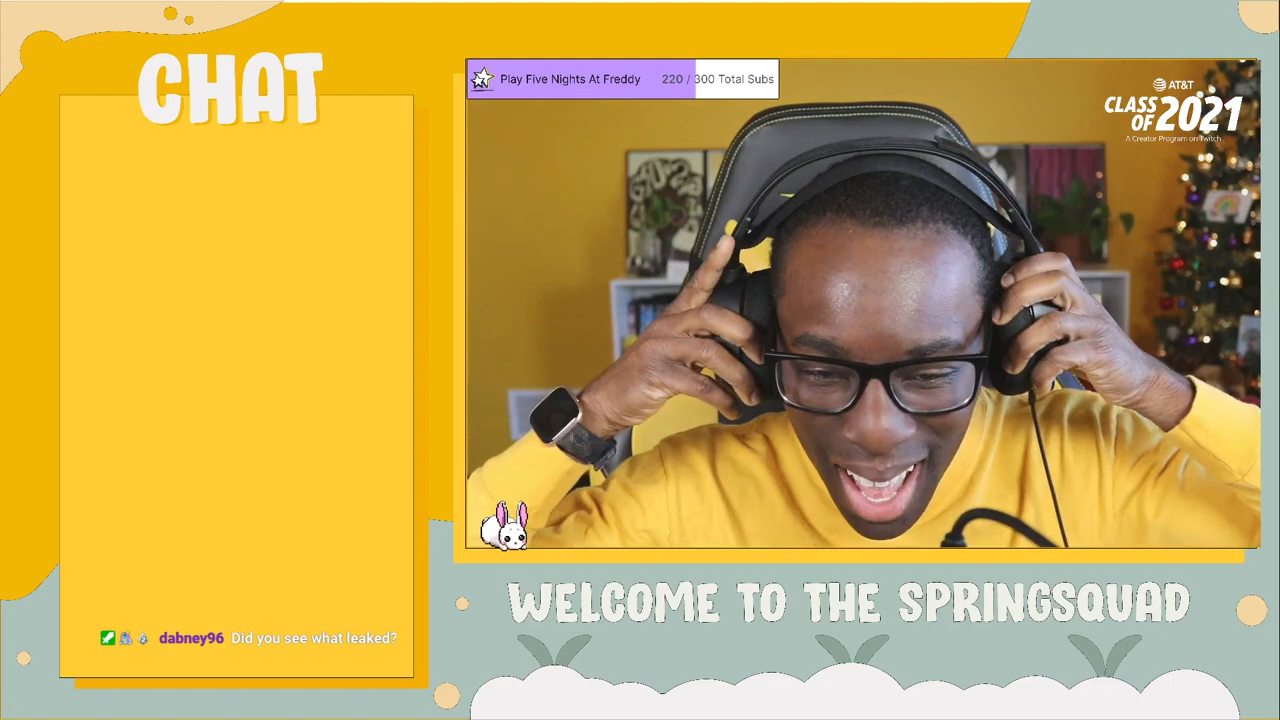 CHAT
Play Five Nights At Freddy 220 / 300 Total Subs
AT&T
CLASS
OF 2021
A Creator Program on Twitch
dabney96 Did you see what leaked?
WELCOME TO THE SPRINGSQUAD